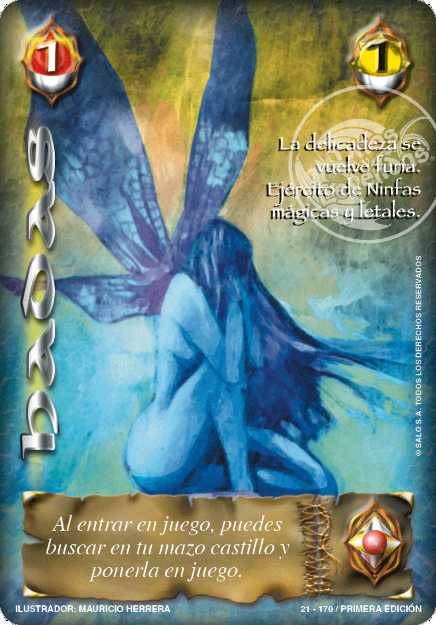 1
1
La delicadeza se
vuelve furia.
Ejército de Ninfas
mágicas y letales.
hadas
© SALO S.A. TODOS LOS DERECHOS RESERVADOS
Al entrar en juego, puedes
buscar en tu mazo castillo y
ponerla en juego.
ILUSTRADOR: MAURICIO HERRERA
21 - 170 / PRIMERA EDICIÓN